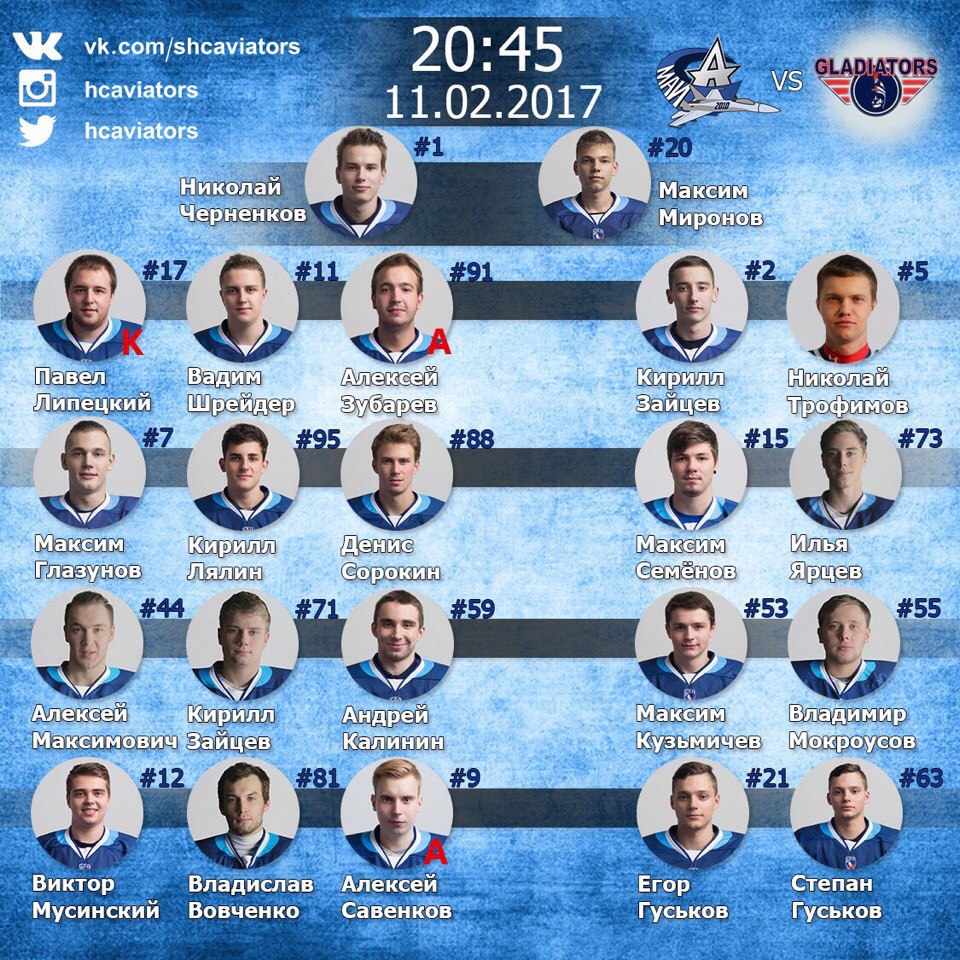 vk.com/shcaviators
hcaviators
hcaviators
20:45
11.02.2017
МАИ
А
2010
VS
GLADIATORS
#1
Николай
Черненков
#20
Максим
Миронов
#17
К
Павел
Липецкий
#11
Вадим
Шрейдер
#91
А
Алексей
Зубарев
#2
Кирилл
Зайцев
#5
Николай
Трофимов
#7
Максим
Глазунов
#95
Кирилл
Лялин
#88
Денис
Сорокин
#15
Максим
Семёнов
#73
Илья
Ярцев
#44
Алексей
Максимович
#71
Кирилл
Зайцев
#59
Андрей
Калинин
#53
Максим
Кузьмичев
#55
Владимир
Мокроусов
#12
Виктор
Мусинский
#81
Владислав
Вовченко
#9
А
Алексей
Савенков
#21
Егор
Гуськов
#63
Степан
Гуськов